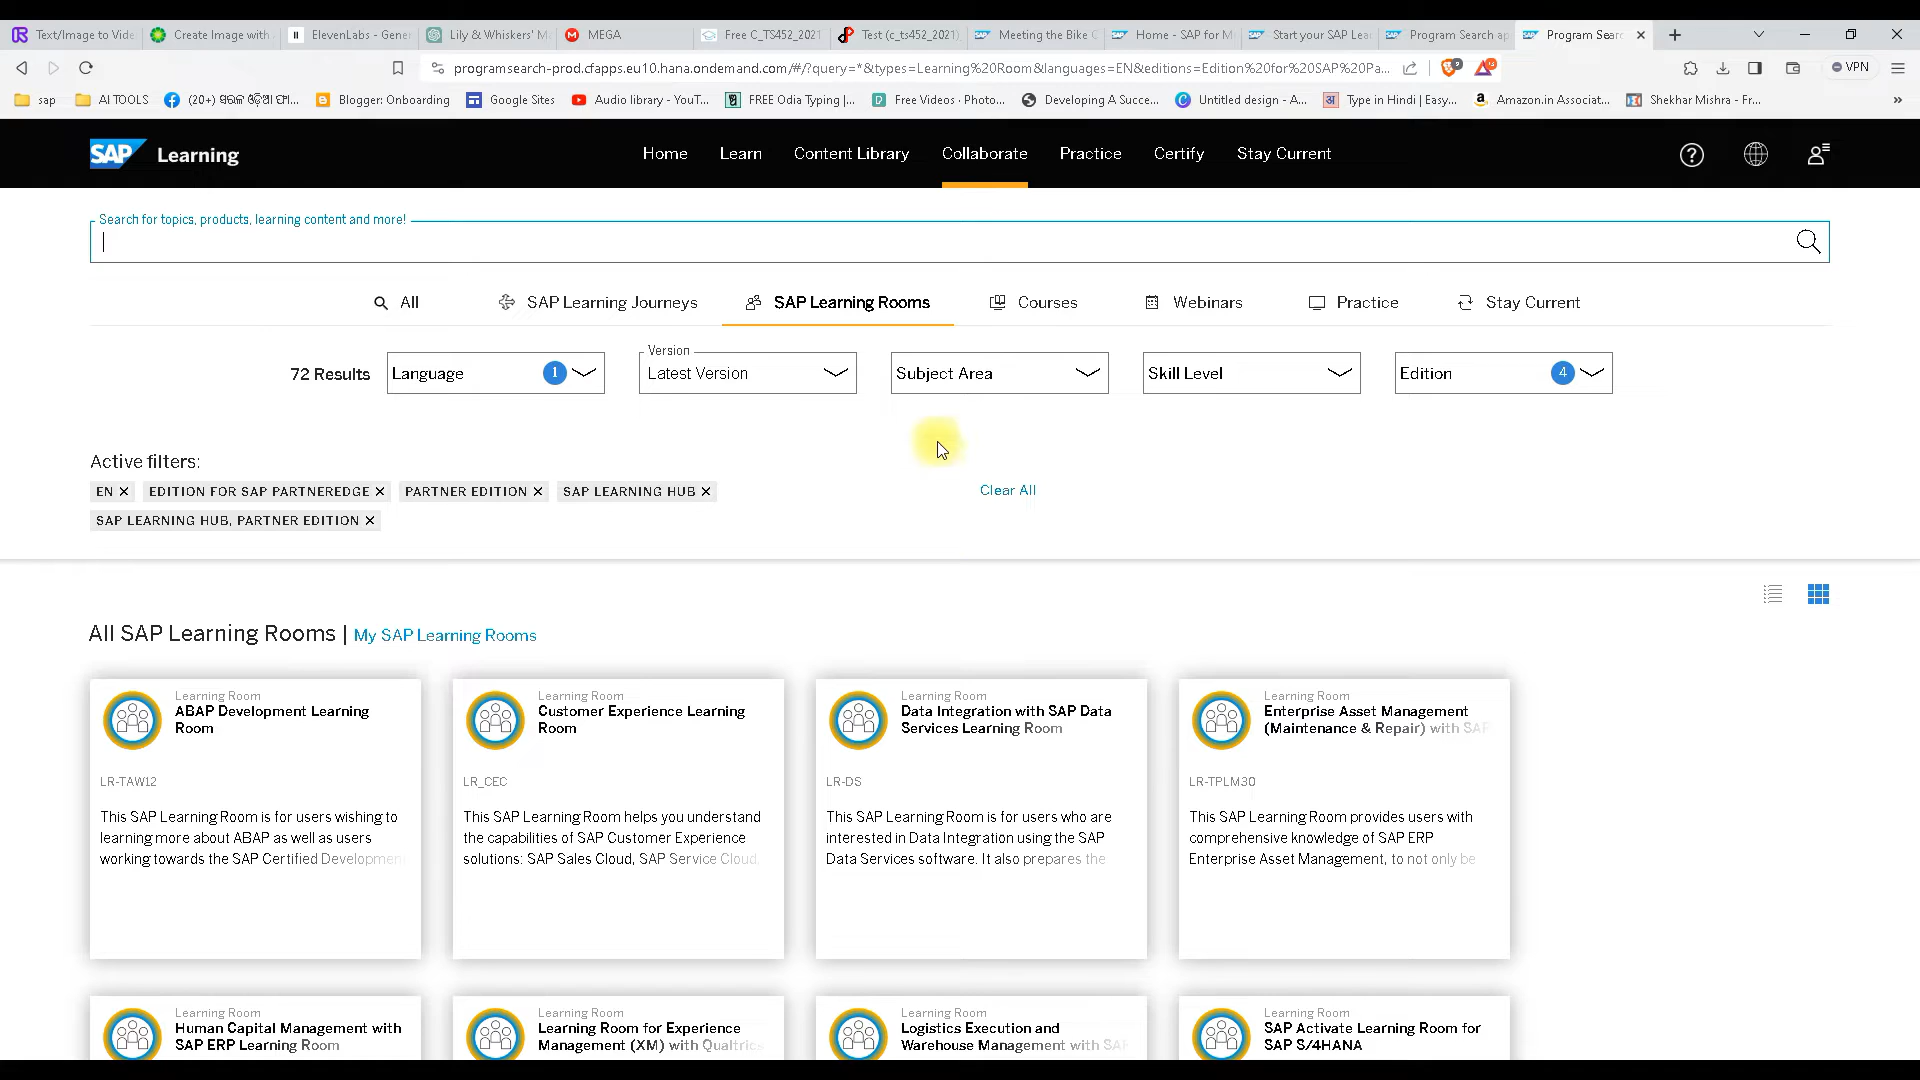 Text/Image to Vide
Create Image with
ElevenLabs - Gene
Lily & Whiskers' M
MEGA
Free C_TS452_2021
Test (c_ts452_2021)
Meeting the Bike C
Home - SAP for M
Start your SAP Lea
Program Search ap
Program Sear
programsearch-prod.cfapps.eu10.hana.ondemand.com/#/?query=*&types=Learning%20Room&languages=EN&editions=Edition%20for%20SAP%20Pa...
VPN
sap
AI TOOLS
Blogger: Onboarding
Google Sites
Audio library - YouT...
FREE Odia Typing |...
Free Videos · Photo...
Developing A Succe...
Untitled design - A...
Type in Hindi | Easy...
Amazon.in Associat...
Shekhar Mishra - Fr...
SAP Learning
Home
Learn
Content Library
Collaborate
Practice
Certify
Stay Current
Search for topics, products, learning content and more!
All
SAP Learning Journeys
SAP Learning Rooms
Courses
Webinars
Practice
Stay Current
72 Results
Language 1
Version
Latest Version
Subject Area
Skill Level
Edition 4
Active filters:
EN
EDITION FOR SAP PARTNEREDGE
PARTNER EDITION
SAP LEARNING HUB
Clear All
SAP LEARNING HUB, PARTNER EDITION
All SAP Learning Rooms | My SAP Learning Rooms
Learning Room
ABAP Development Learning
Room
LR-TAW12
This SAP Learning Room is for users wishing to
learning more about ABAP as well as users
working towards the SAP Certified Developmen
Learning Room
Customer Experience Learning
Room
LR_CEC
This SAP Learning Room helps you understand
the capabilities of SAP Customer Experience
solutions: SAP Sales Cloud, SAP Service Cloud,
Learning Room
Data Integration with SAP Data
Services Learning Room
LR-DS
This SAP Learning Room is for users who are
interested in Data Integration using the SAP
Data Services software. It also prepares the
Learning Room
Enterprise Asset Management
(Maintenance & Repair) with SAP
LR-TPLM30
This SAP Learning Room provides users with
comprehensive knowledge of SAP ERP
Enterprise Asset Management, to not only be
Learning Room
Human Capital Management with
SAP ERP Learning Room
Learning Room
Learning Room for Experience
Management (XM) with Qualtrics
Learning Room
Logistics Execution and
Warehouse Management with SAP
Learning Room
SAP Activate Learning Room for
SAP S/4HANA